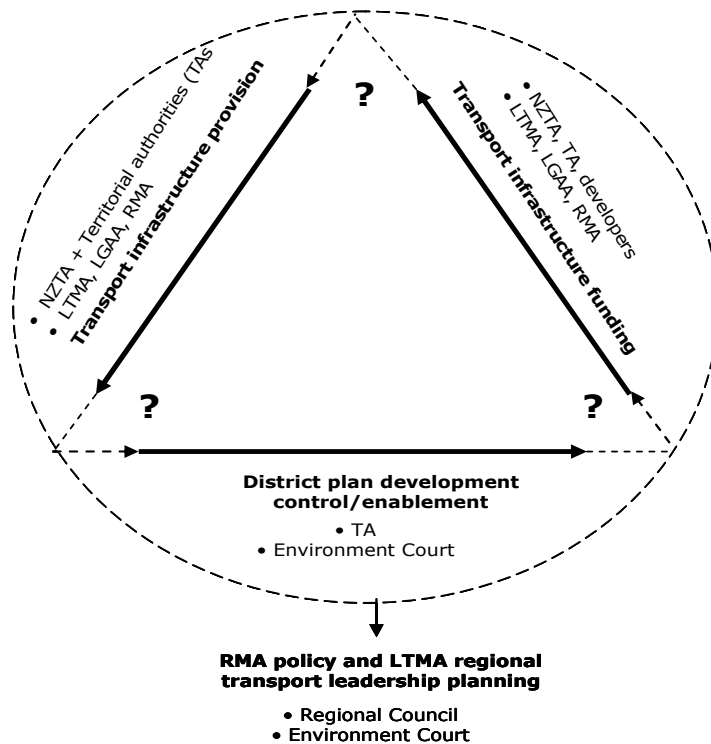 • NZTA + Territorial authorities (TAs
• LTMA, LGAA, RMA
Transport infrastructure provision
• NZTA, TA, developers
• LTMA, LGAA, RMA
Transport infrastructure funding
?
?
?
District plan development
control/enablement
• TA
• Environment Court
RMA policy and LTMA regional
transport leadership planning
• Regional Council
• Environment Court